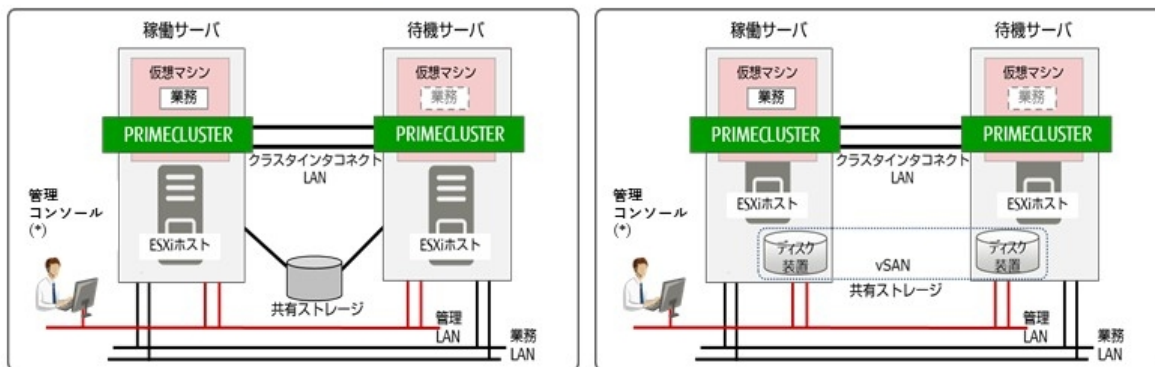 稼働サーバ
待機サーバ
仮想マシン
仮想マシン
業務
業務
PRIMECLUSTER
PRIMECLUSTER
クラスタインタコネクト
LAN
管理
コンソール
(*)
ESXiホスト
ESXiホスト
共有ストレージ
管理
LAN
業務
LAN
稼働サーバ
待機サーバ
仮想マシン
仮想マシン
業務
業務
PRIMECLUSTER
PRIMECLUSTER
クラスタインタコネクト
LAN
管理
コンソール
(*)
ESXiホスト
ESXiホスト
ディスク
装置
ディスク
装置
vSAN
共有ストレージ
管理
LAN
業務
LAN